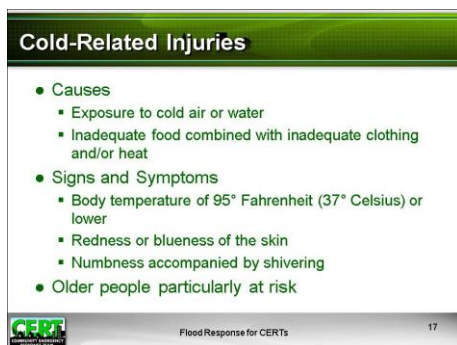 Cold-Related Injuries
● Causes
▪ Exposure to cold air or water
▪ Inadequate food combined with inadequate clothing
and/or heat
● Signs and Symptoms
▪ Body temperature of 95° Fahrenheit (37° Celsius) or
lower
▪ Redness or blueness of the skin
▪ Numbness accompanied by shivering
● Older people particularly at risk
CERT
Flood Response for CERTs
17